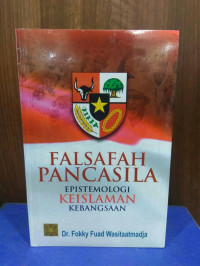 FALSAFAH
PANCASILA
EPISTEMOLOGI
KEISLAMAN
KEBANGSAAN
Dr. Fokky Fuad Wasitaatmadja